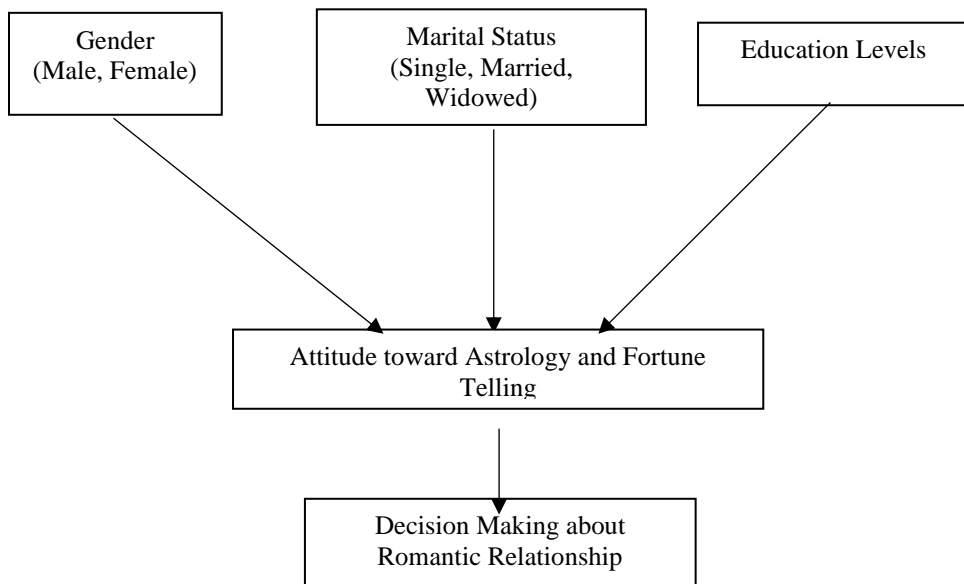 Gender
(Male, Female)
Marital Status
(Single, Married,
Widowed)
Education Levels
Attitude toward Astrology and Fortune
Telling
Decision Making about
Romantic Relationship